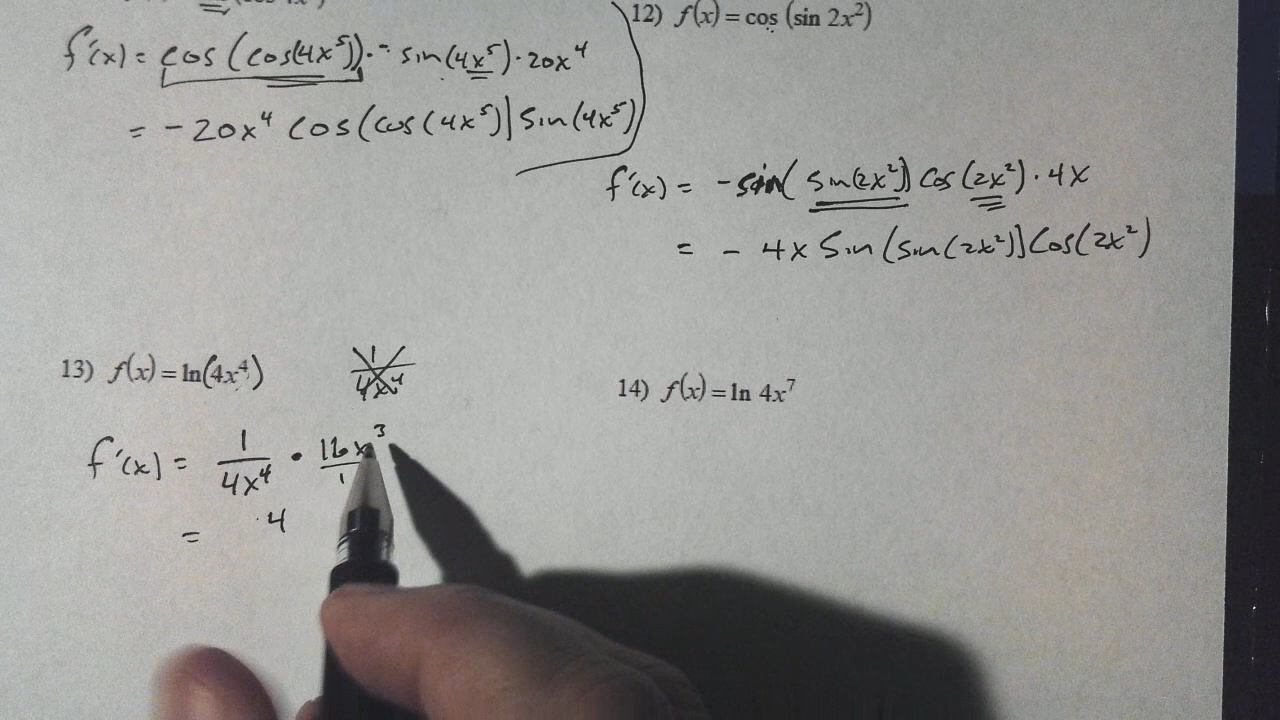 f'(x) = cos (cos(4x⁵)) · - sin(4x⁵) · 20x⁴
= - 20x⁴ cos(cos(4x⁵)) sin(4x⁵)
12) f(x) = cos (sin 2x²)
f'(x) = -sin( sin(2x²)) cos (2x²) · 4x
= - 4x sin (sin(2x²)) cos(2x²)
13) f(x) = ln(4x⁴)
1
4x⁴
f'(x) = 1/4x⁴ • 16x³/1
= 4
14) f(x) = ln 4x⁷